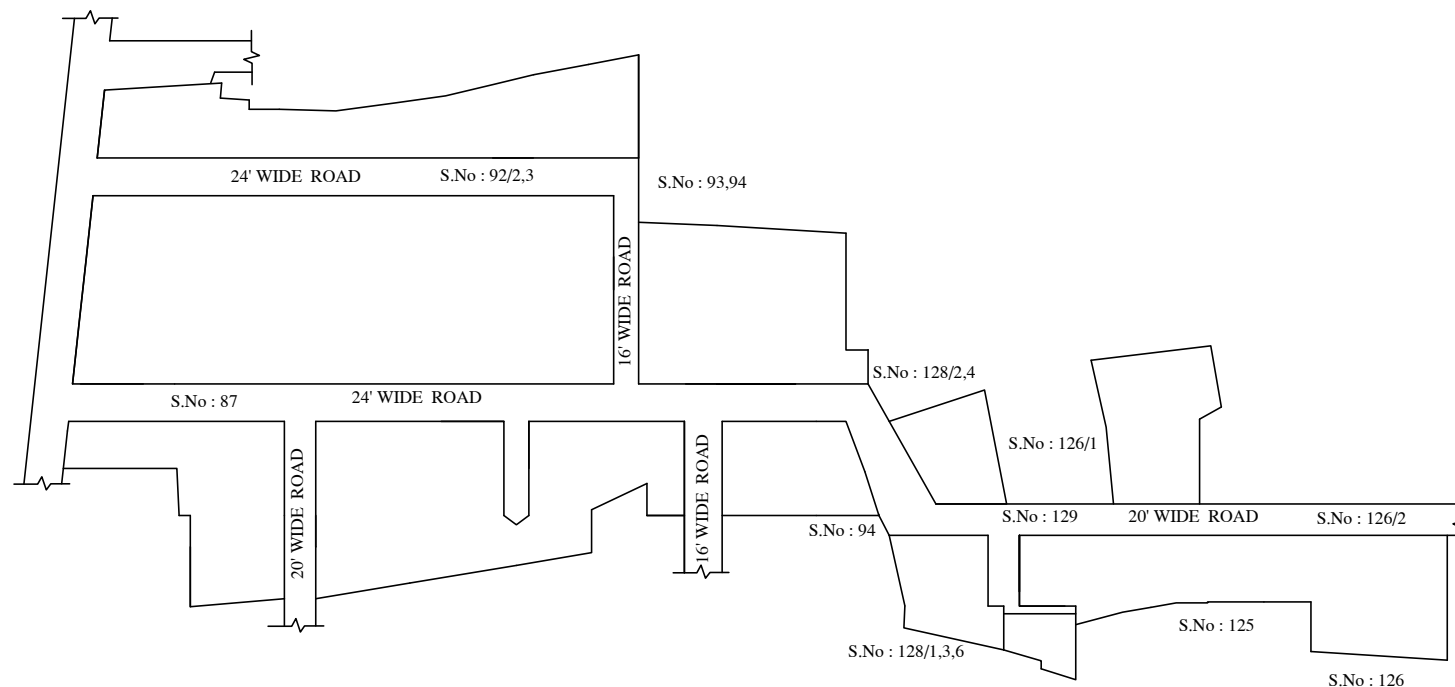 24' WIDE ROAD
S.No : 92/2,3
S.No : 93,94
16' WIDE ROAD
S.No : 128/2,4
S.No : 87
24' WIDE ROAD
S.No : 126/1
20' WIDE ROAD
16' WIDE ROAD
S.No : 94
S.No : 129
20' WIDE ROAD
S.No : 126/2
S.No : 125
S.No : 128/1,3,6
S.No : 126